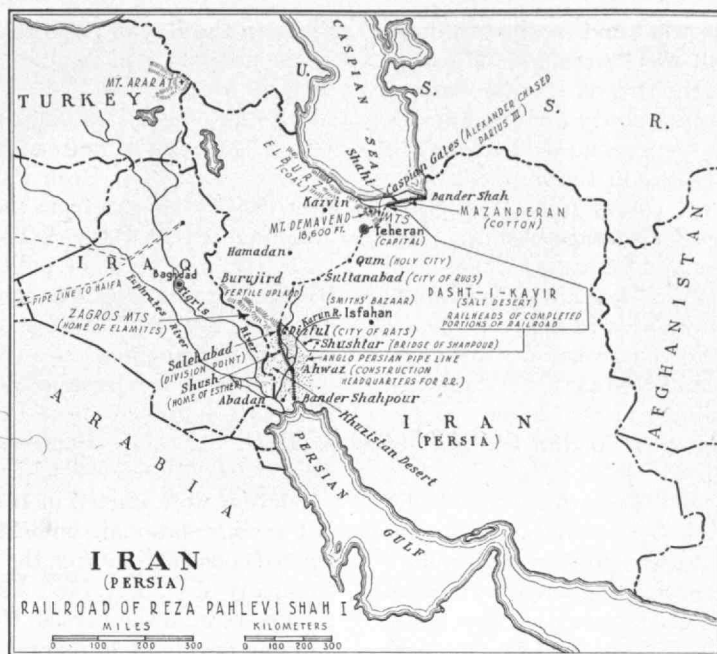 MT. ARARAT
TURKEY
CASPIAN
SEA
U. S. S. R.
Caspian Gates (ALEXANDER CHASED
DARIUS III)
Shahi
ELBURZ
(COAL)
MTS
Kazvin
Bander Shah
MAZANDERAN
(COTTON)
MT. DEMAVEND
18,600 FT.
Teheran
(CAPITAL)
Hamadan
Qum (HOLY CITY)
IRAQ
Baghdad
Tigris
Euphrates River
PIPE LINE TO HAIFA
Burujird
(FERTILE UPLAND)
Sultanabad (CITY OF RUGS)
DASHT-I-KAVIR
(SALT DESERT)
RAILHEADS OF COMPLETED
PORTIONS OF RAILROAD
AFGHANISTAN
ZAGROS MTS
(HOME OF ELAMITES)
(SMITHS' BAZAAR)
Isfahan
Karun R.
River
Dizful (CITY OF RATS)
Shushtar (BRIDGE OF SHAHPOUR)
ANGLO PERSIAN PIPE LINE
Salehabad
(DIVISION POINT)
Shush
(HOME OF ESTHER)
Ahwaz (CONSTRUCTION
HEADQUARTERS FOR R.R.)
Abadan
Bander Shahpour
ARABIA
Khuzistan Desert
IRAN
(PERSIA)
PERSIAN
GULF
IRAN
(PERSIA)
RAILROAD OF REZA PAHLEVI SHAH I
MILES KILOMETERS
0 100 200 300 0 100 200 300